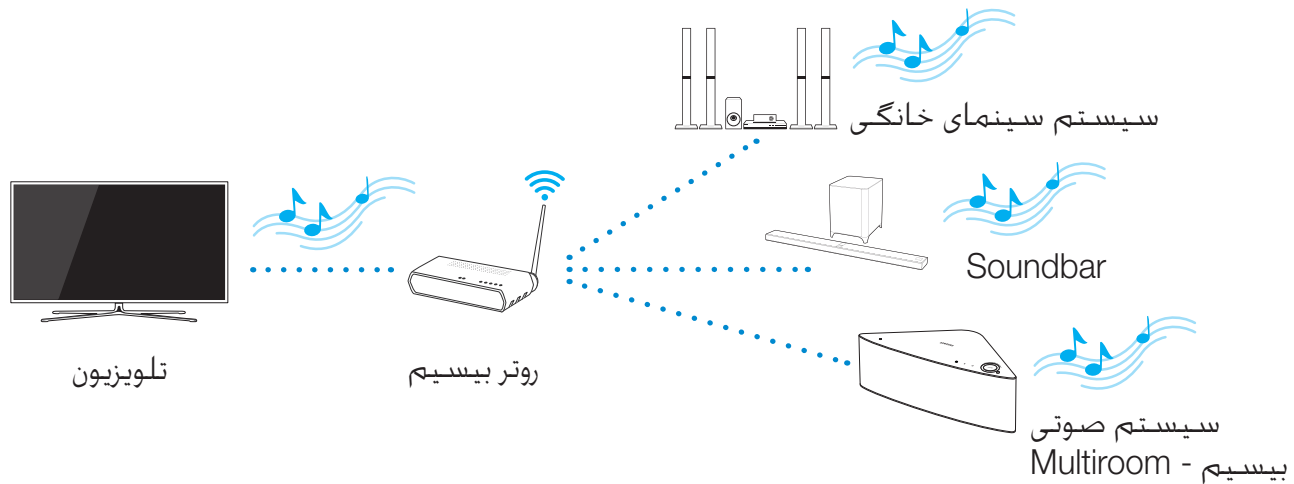 سیستم سینمای خانگی
Soundbar
تلویزیون
روتر بیسیم
سیستم صوتی
بیسیم - Multiroom